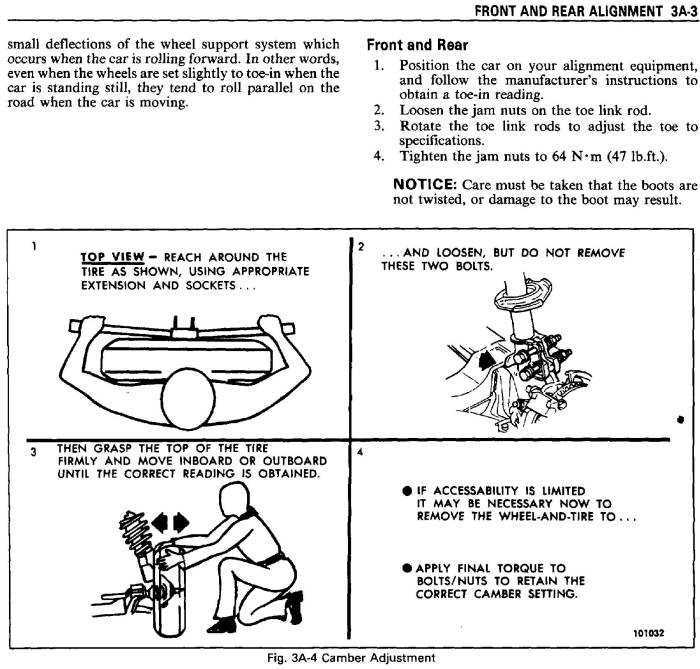 FRONT AND REAR ALIGNMENT 3A-3
small deflections of the wheel support system which
occurs when the car is rolling forward. In other words,
even when the wheels are set slightly to toe-in when the
car is standing still, they tend to roll parallel on the
road when the car is moving.
Front and Rear
1. Position the car on your alignment equipment,
and follow the manufacturer's instructions to
obtain a toe-in reading.
2. Loosen the jam nuts on the toe link rod.
3. Rotate the toe link rods to adjust the toe to
specifications.
4. Tighten the jam nuts to 64 N·m (47 lb.ft.).
NOTICE: Care must be taken that the boots are
not twisted, or damage to the boot may result.
1
TOP VIEW – REACH AROUND THE
TIRE AS SHOWN, USING APPROPRIATE
EXTENSION AND SOCKETS . . .
2
. . . AND LOOSEN, BUT DO NOT REMOVE
THESE TWO BOLTS.
3
THEN GRASP THE TOP OF THE TIRE
FIRMLY AND MOVE INBOARD OR OUTBOARD
UNTIL THE CORRECT READING IS OBTAINED.
4
● IF ACCESSABILITY IS LIMITED
IT MAY BE NECESSARY NOW TO
REMOVE THE WHEEL-AND-TIRE TO . . .
● APPLY FINAL TORQUE TO
BOLTS/NUTS TO RETAIN THE
CORRECT CAMBER SETTING.
101032
Fig. 3A-4 Camber Adjustment